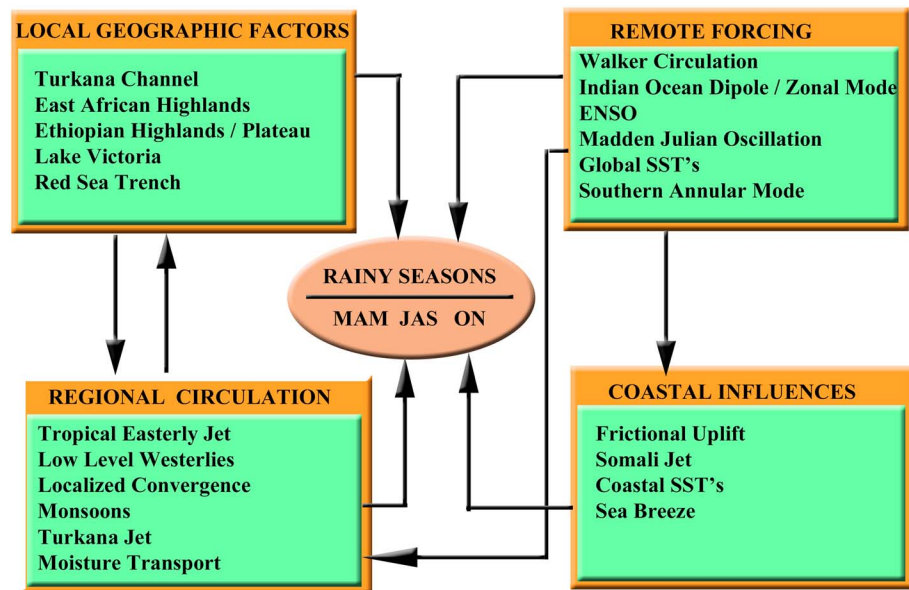 LOCAL GEOGRAPHIC FACTORS
Turkana Channel
East African Highlands
Ethiopian Highlands / Plateau
Lake Victoria
Red Sea Trench
REMOTE FORCING
Walker Circulation
Indian Ocean Dipole / Zonal Mode
ENSO
Madden Julian Oscillation
Global SST's
Southern Annular Mode
RAINY SEASONS
MAM JAS ON
REGIONAL CIRCULATION
Tropical Easterly Jet
Low Level Westerlies
Localized Convergence
Monsoons
Turkana Jet
Moisture Transport
COASTAL INFLUENCES
Frictional Uplift
Somali Jet
Coastal SST's
Sea Breeze